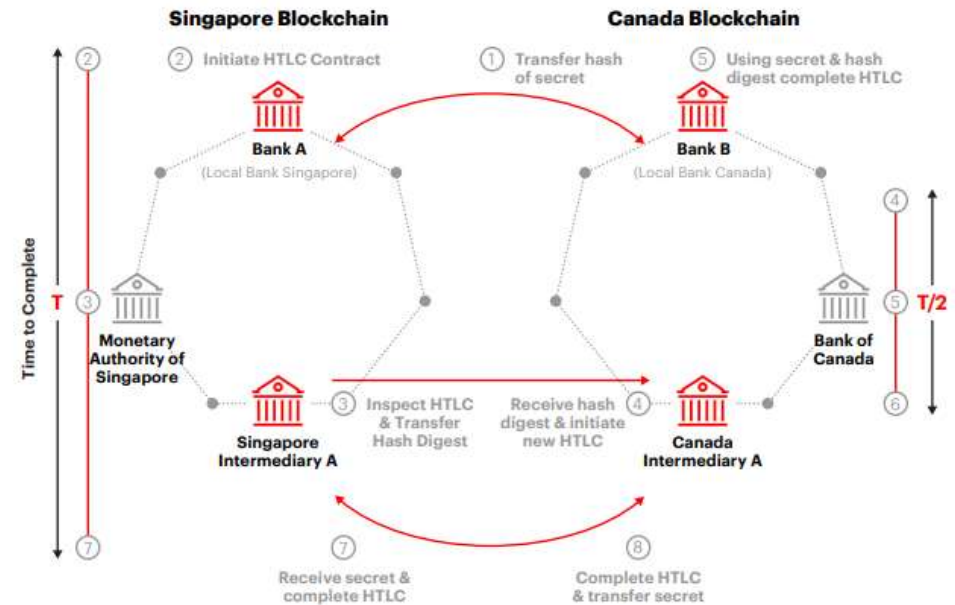 Singapore Blockchain
Canada Blockchain
2
2 Initiate HTLC Contract
1 Transfer hash
of secret
5 Using secret & hash
digest complete HTLC
Bank A
(Local Bank Singapore)
Bank B
(Local Bank Canada)
Time to Complete
T
3
Monetary
Authority of
Singapore
4
5
T/2
Bank of
Canada
6
3 Inspect HTLC
& Transfer
Hash Digest
Receive hash 4
digest & initiate
new HTLC
Singapore
Intermediary A
Canada
Intermediary A
7
7
Receive secret &
complete HTLC
8
Complete HTLC
& transfer secret